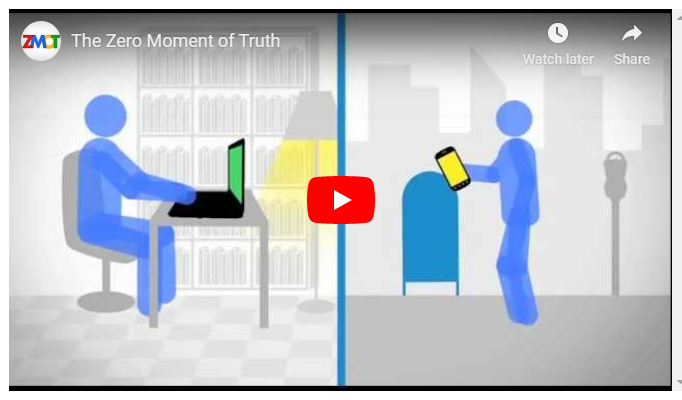 ZMOT
The Zero Moment of Truth
Watch later
Share